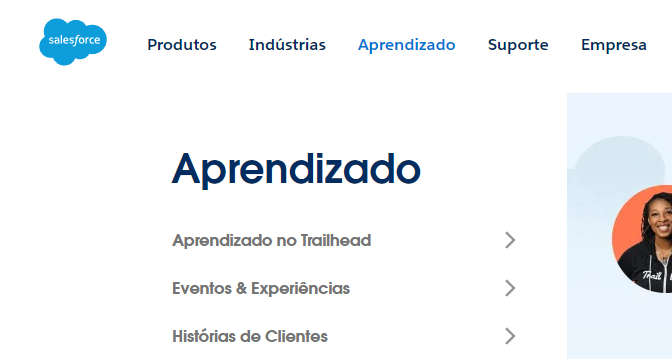 salesforce
Produtos Indústrias Aprendizado Suporte Empresa
Aprendizado
Aprendizado no Trailhead
Eventos & Experiências
Histórias de Clientes
Trail